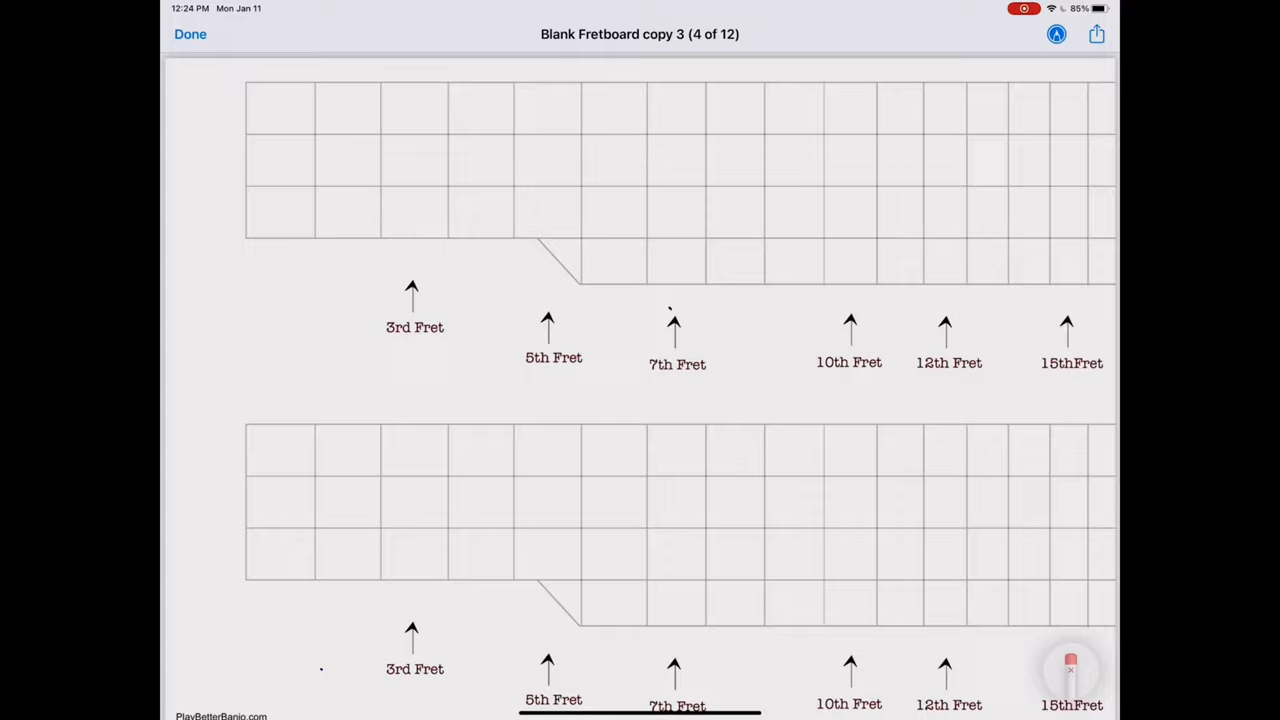 12:24 PM Mon Jan 11
85%
Done
Blank Fretboard copy 3 (4 of 12)
3rd Fret
5th Fret
7th Fret
10th Fret
12th Fret
15thFret
3rd Fret
5th Fret
7th Fret
10th Fret
12th Fret
15thFret
PlayBetterBanjo.com